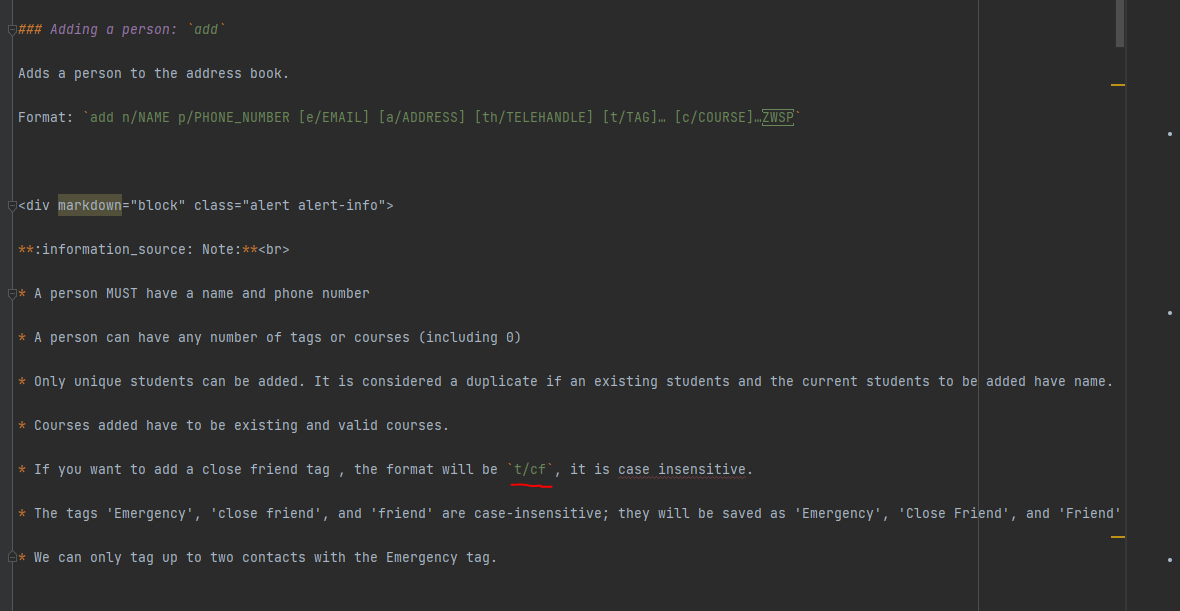 ### Adding a person: `add`
Adds a person to the address book.
Format: `add n/NAME p/PHONE_NUMBER [e/EMAIL] [a/ADDRESS] [th/TELEHANDLE] [t/TAG]… [c/COURSE]…ZWSP`
<div markdown="block" class="alert alert-info">
**:information_source: Note:**<br>
* A person MUST have a name and phone number
* A person can have any number of tags or courses (including 0)
* Only unique students can be added. It is considered a duplicate if an existing students and the current students to be added have name.
* Courses added have to be existing and valid courses.
* If you want to add a close friend tag , the format will be `t/cf`, it is case insensitive.
* The tags 'Emergency', 'close friend', and 'friend' are case-insensitive; they will be saved as 'Emergency', 'Close Friend', and 'Friend'
* We can only tag up to two contacts with the Emergency tag.